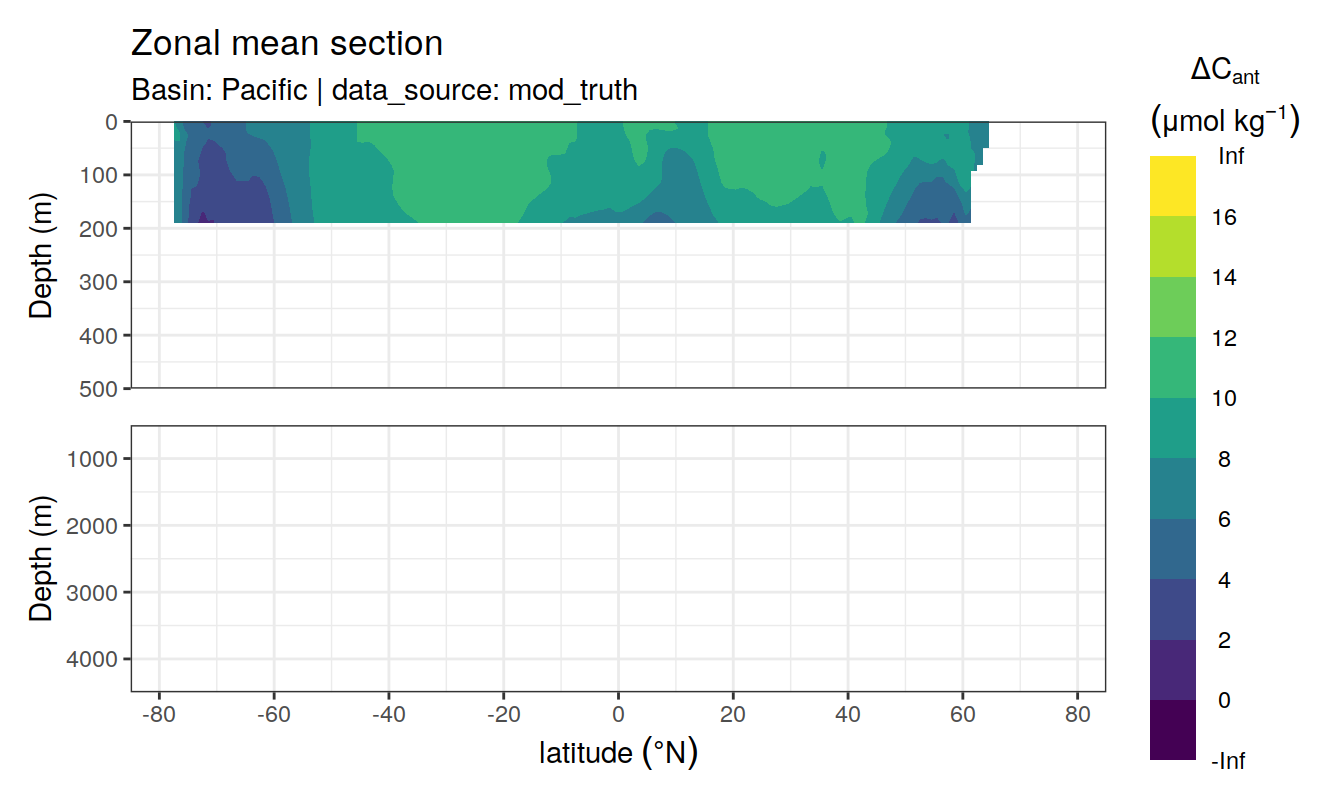 Zonal mean section
Basin: Pacific | data_source: mod_truth
ΔCant
(μmol kg⁻¹)
Depth (m)
0
100
200
300
400
500
Depth (m)
1000
2000
3000
4000
-80 -60 -40 -20 0 20 40 60 80
latitude (°N)
Inf
16
14
12
10
8
6
4
2
0
-Inf